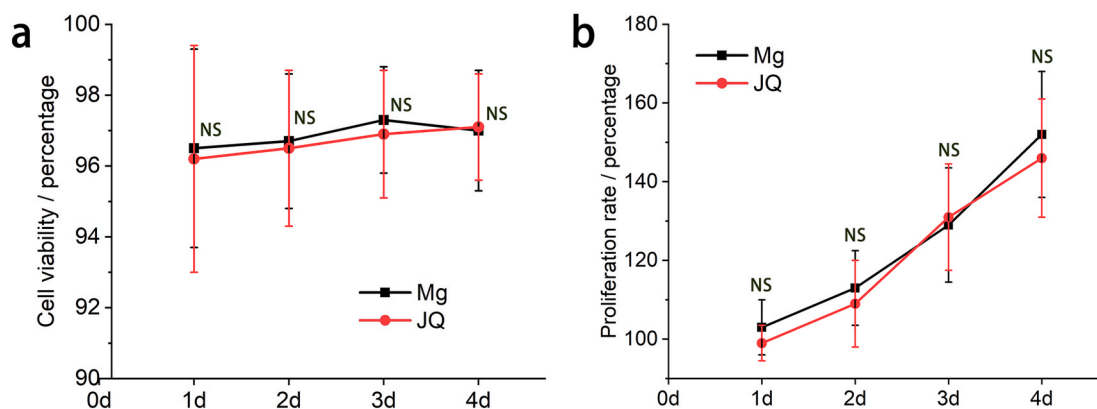 a
Cell viability / percentage
100
98
96
94
92
90
NS
NS
NS
NS
Mg
JQ
0d
1d
2d
3d
4d
b
Proliferation rate / percentage
180
160
140
120
100
Mg
JQ
NS
NS
NS
NS
0d
1d
2d
3d
4d